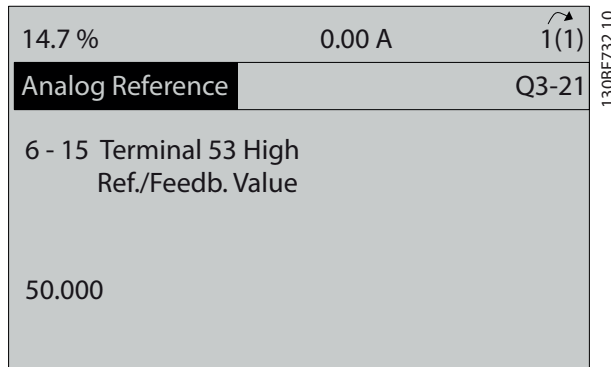 14.7 % 0.00 A 1(1)
Analog Reference Q3-21
6 - 15 Terminal 53 High
Ref./Feedb. Value
50.000
130BF732.10